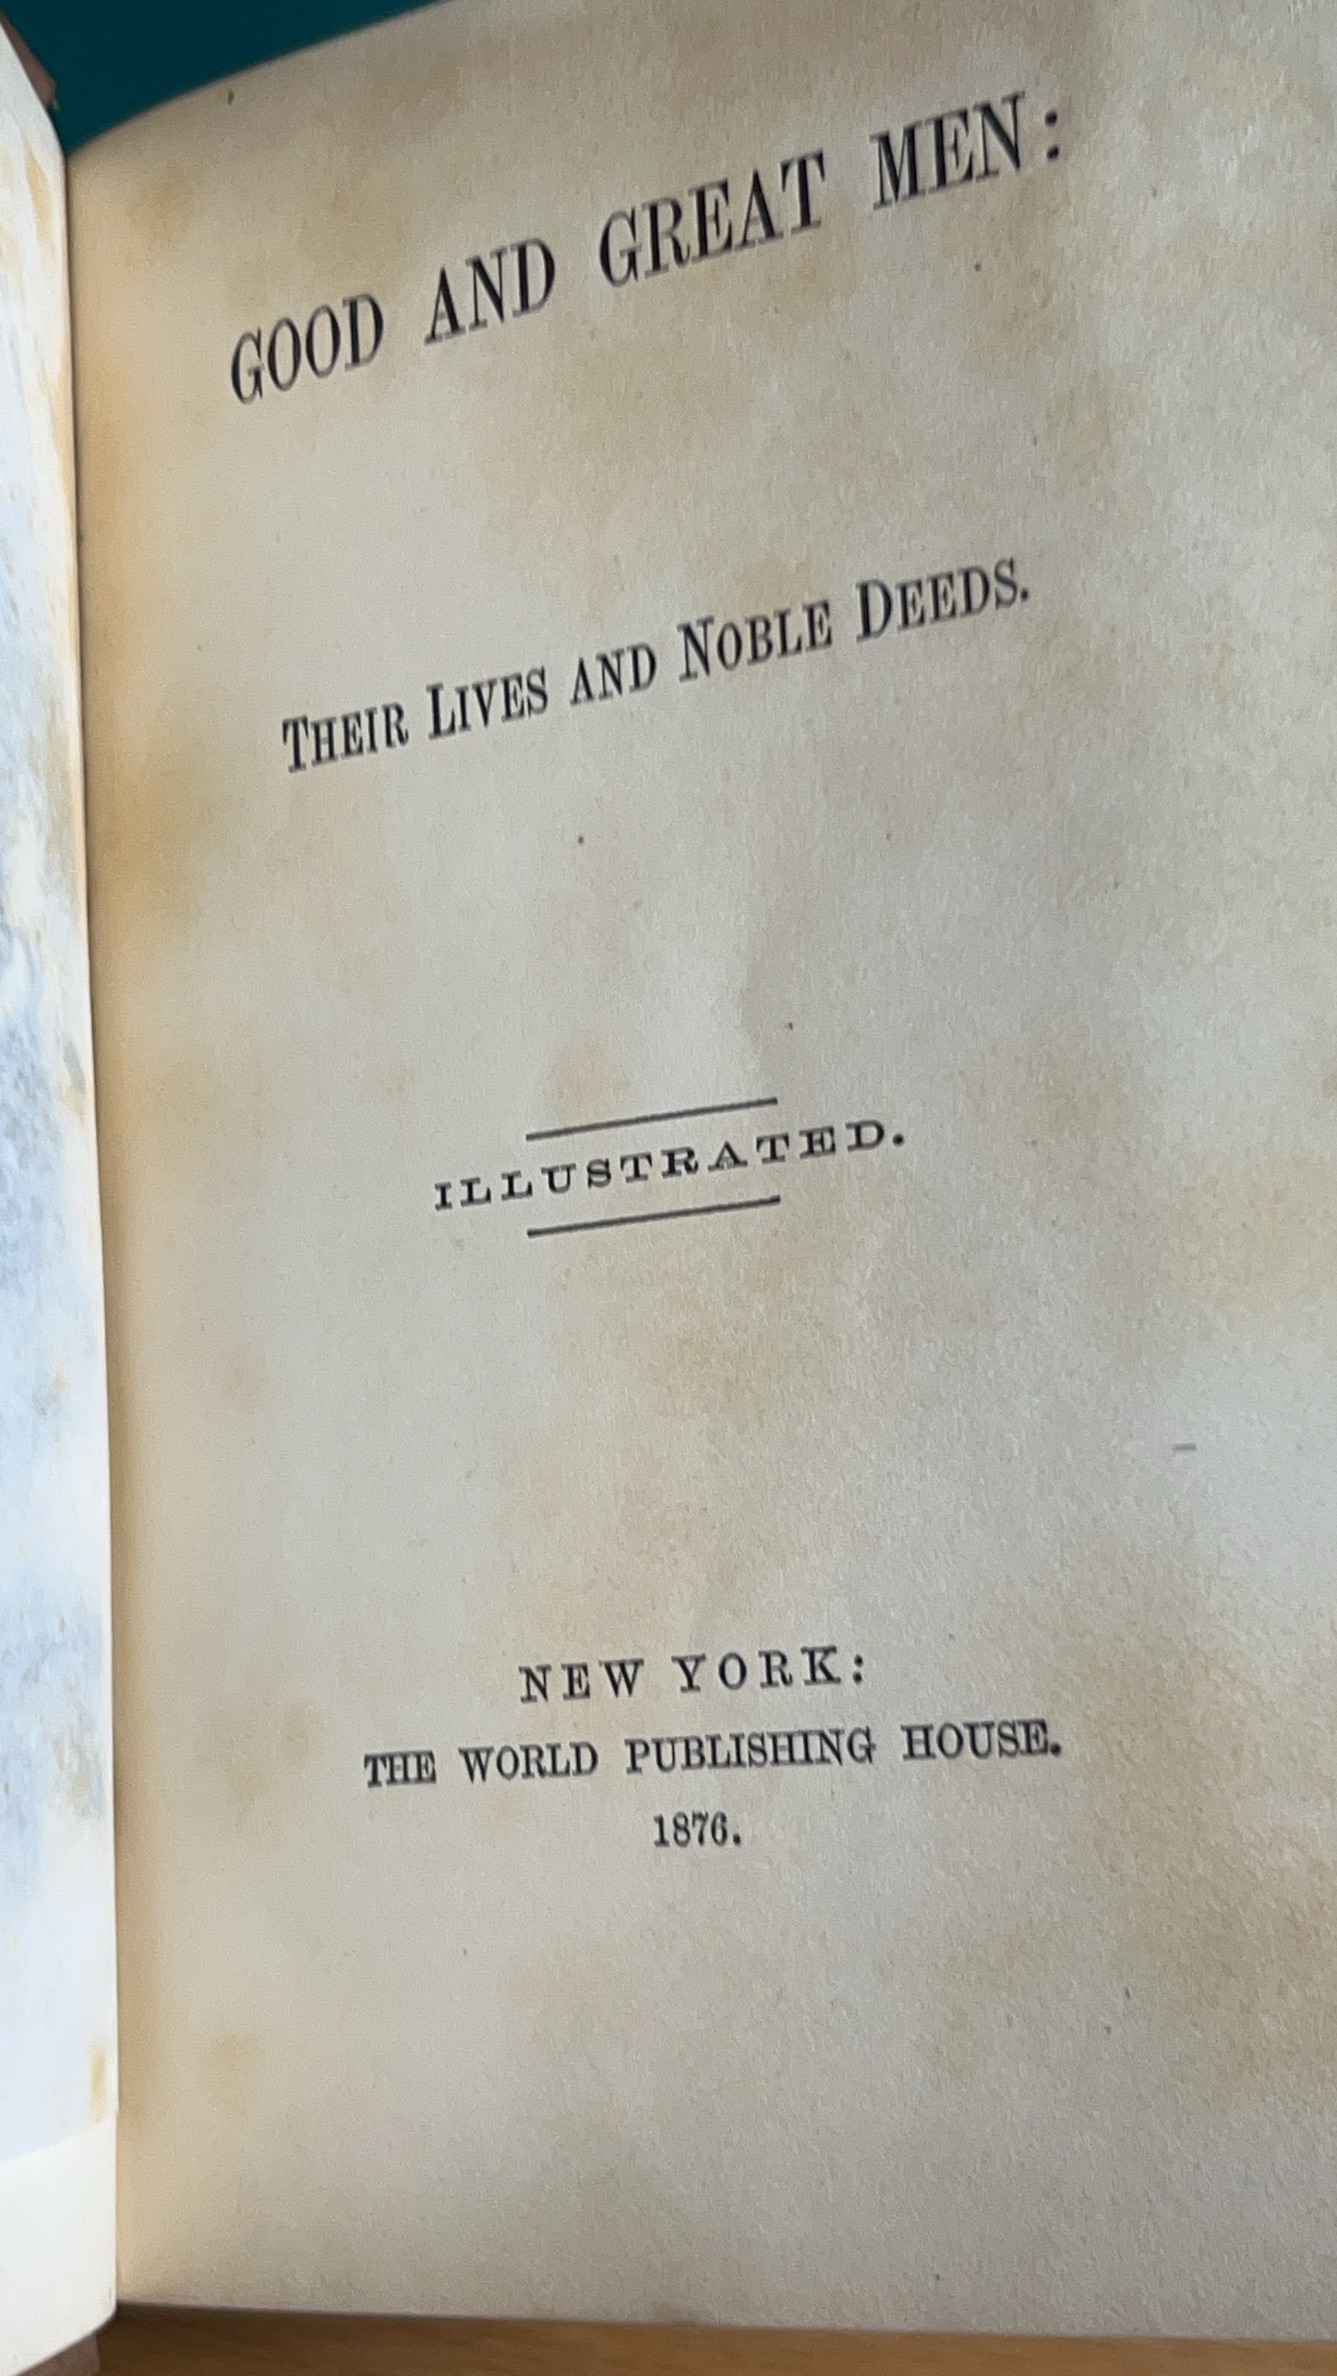 GOOD AND GREAT MEN:
THEIR LIVES AND NOBLE DEEDS.
ILLUSTRATED.
NEW YORK:
THE WORLD PUBLISHING HOUSE.
1876.